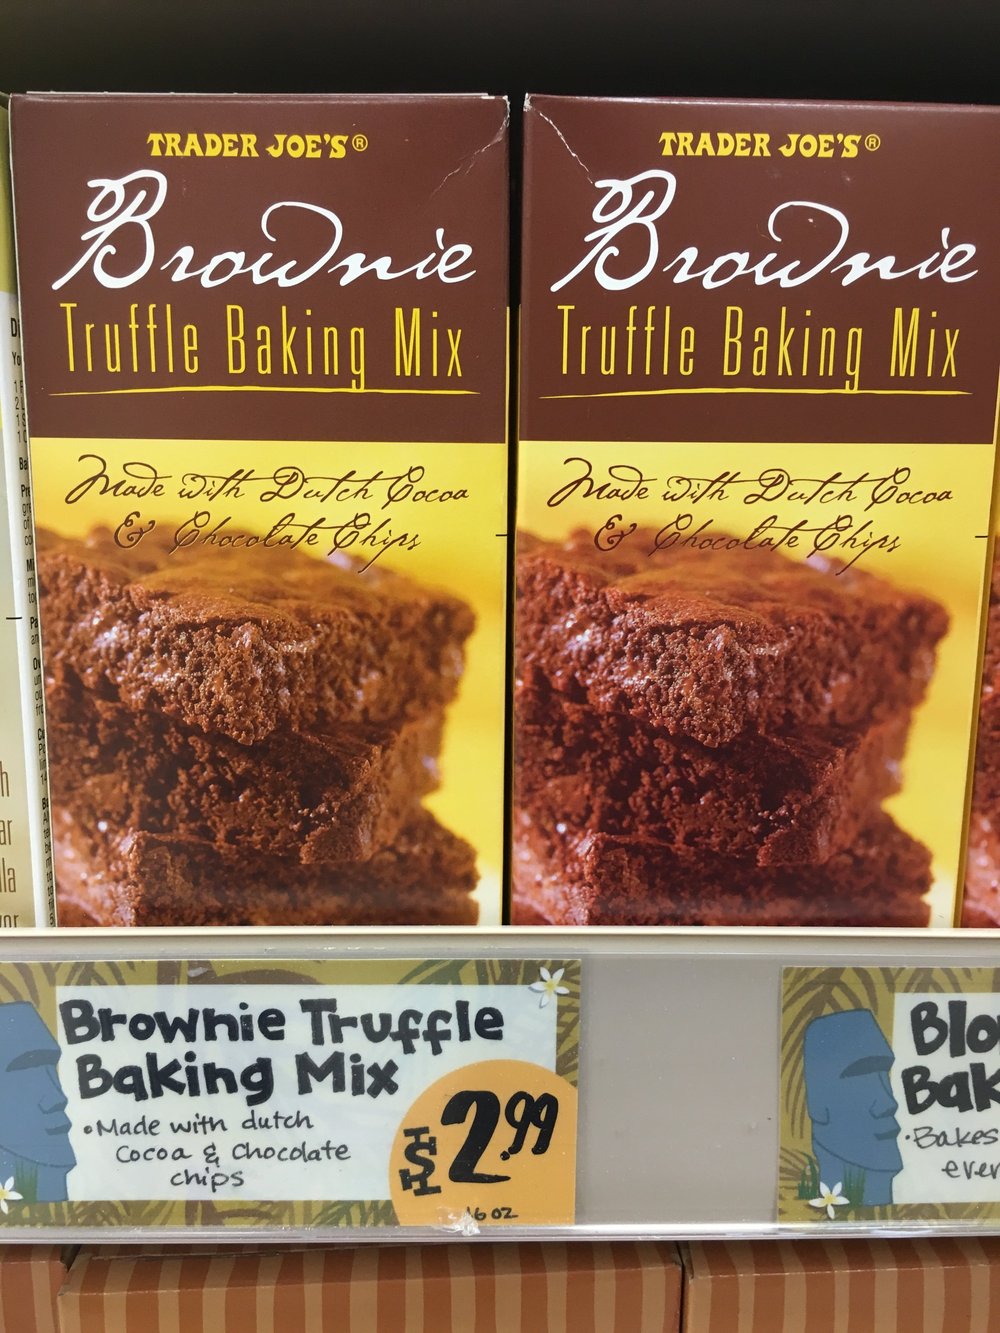 TRADER JOE'S®
Brownie
Truffle Baking Mix
Made with Dutch Cocoa
& Chocolate Chips
TRADER JOE'S®
Brownie
Truffle Baking Mix
Made with Dutch Cocoa
& Chocolate Chips
Brownie Truffle
Baking Mix
•Made with dutch
Cocoa & Chocolate
chips
$2.99
16 OZ
•Bakes